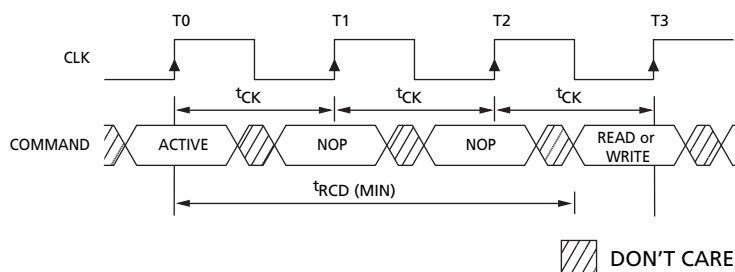 T0 T1 T2 T3
CLK
tCK tCK tCK
COMMAND ACTIVE NOP NOP READ or
WRITE
tRCD (MIN)
DON'T CARE